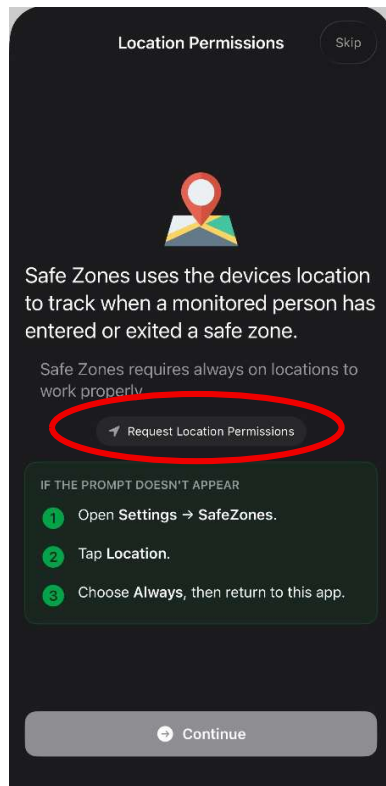 Location Permissions
Skip
Safe Zones uses the devices location
to track when a monitored person has
entered or exited a safe zone.
Safe Zones requires always on locations to
work properly
Request Location Permissions
IF THE PROMPT DOESN'T APPEAR
1 Open Settings → SafeZones.
2 Tap Location.
3 Choose Always, then return to this app.
Continue